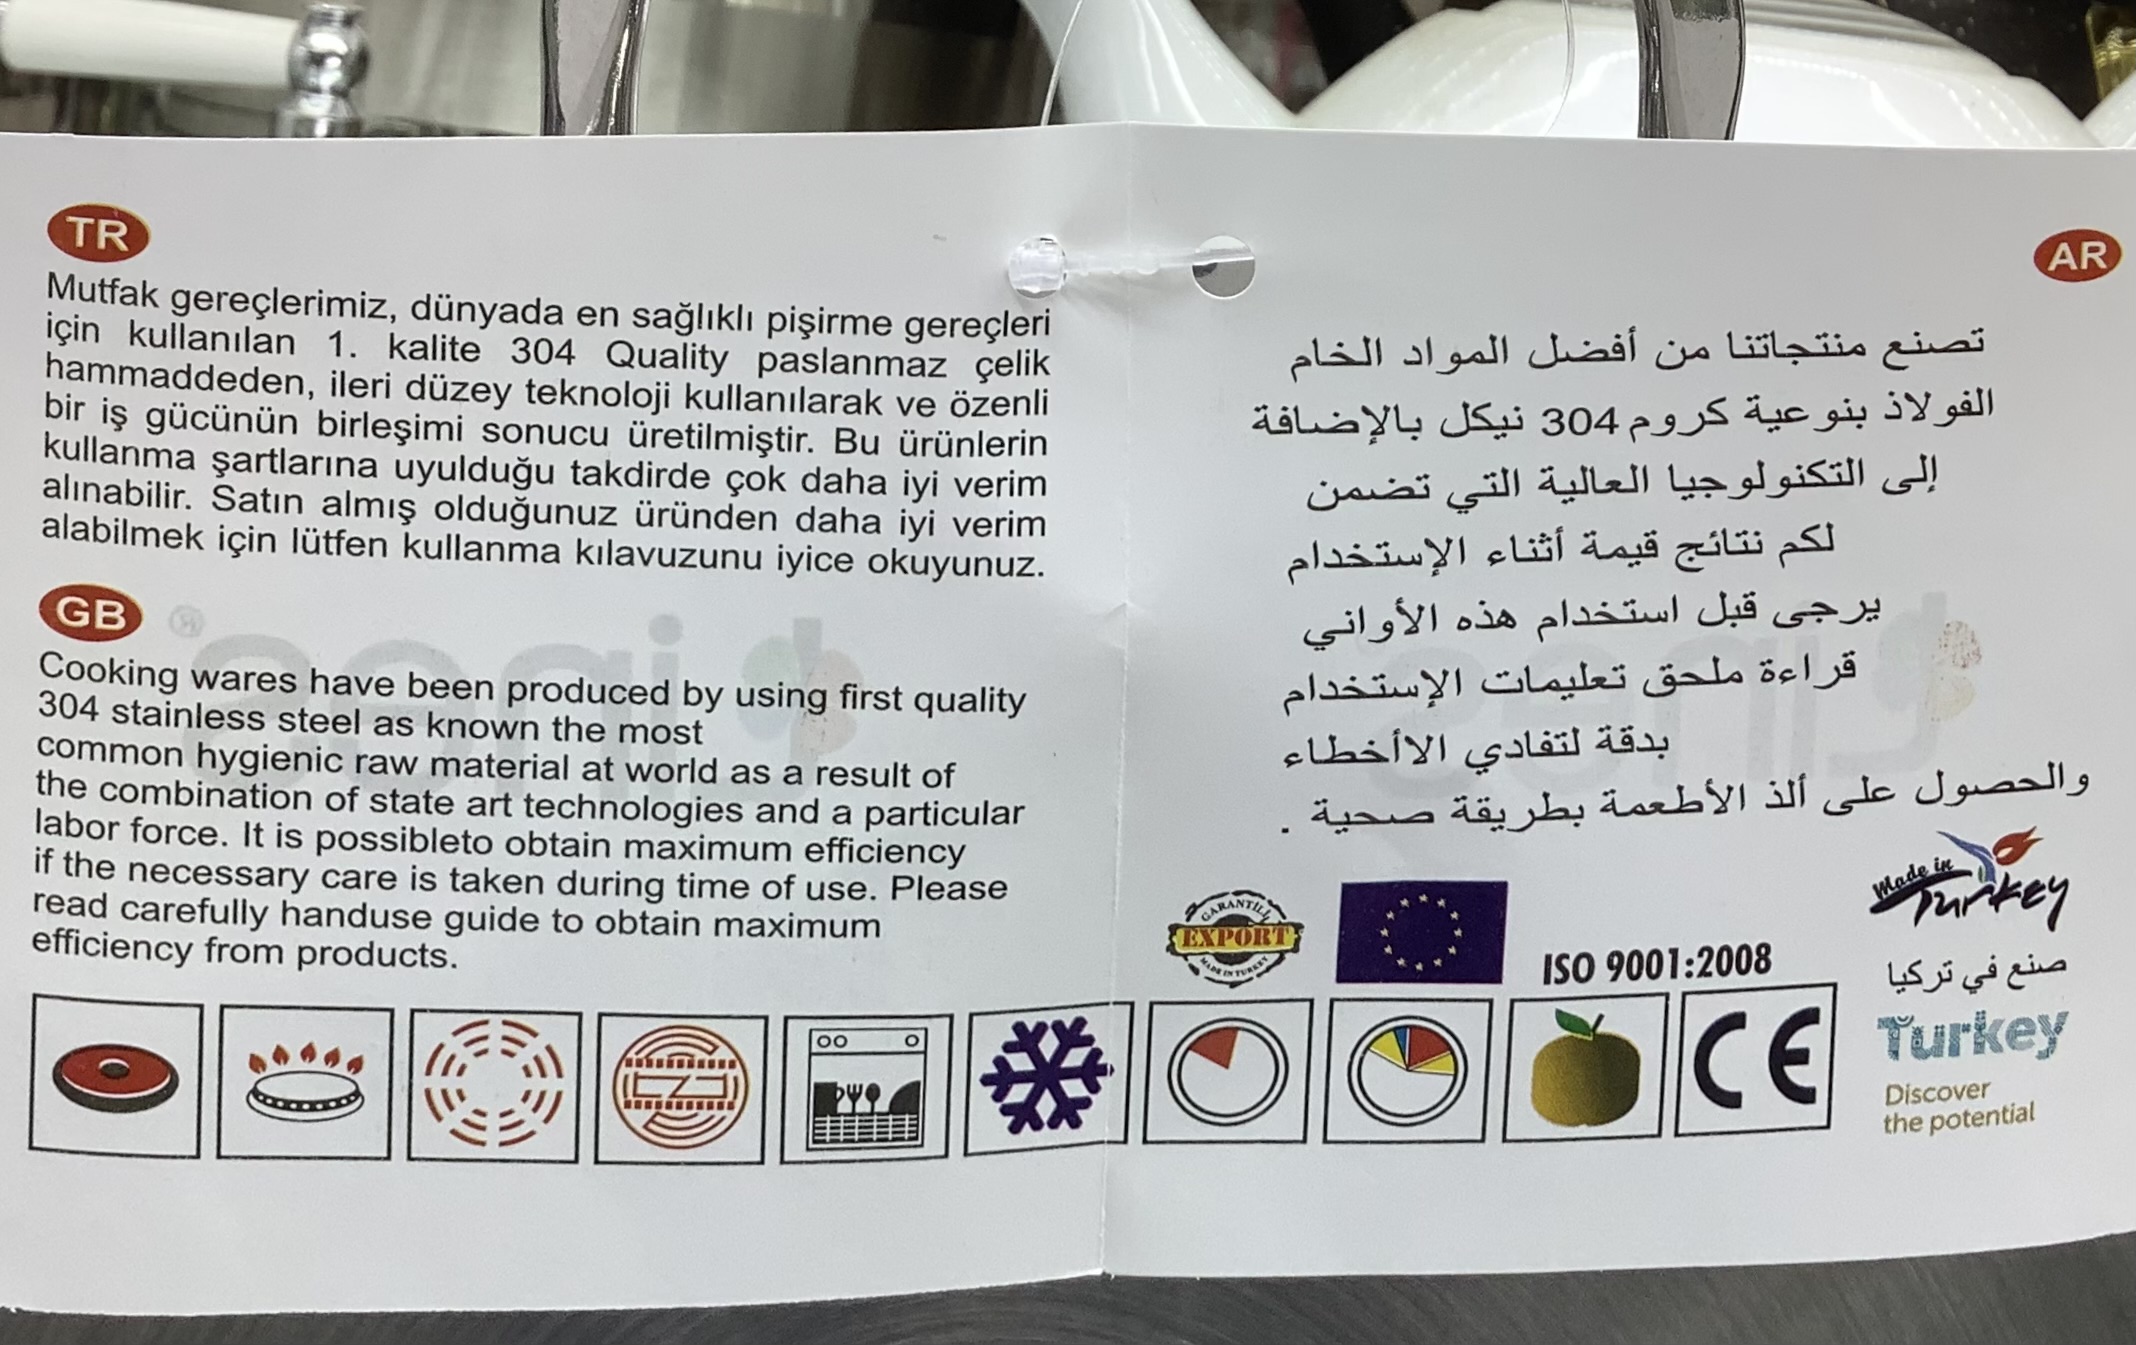 TR
Mutfak gereçlerimiz, dünyada en sağlıklı pişirme gereçleri
için kullanılan 1. kalite 304 Quality paslanmaz çelik
hammaddeden, ileri düzey teknoloji kullanılarak ve özenli
bir iş gücünün birleşimi sonucu üretilmiştir. Bu ürünlerin
kullanma şartlarına uyulduğu takdirde çok daha iyi verim
alınabilir. Satın almış olduğunuz üründen daha iyi verim
alabilmek için lütfen kullanma kılavuzunu iyice okuyunuz.
GB
Cooking wares have been produced by using first quality
304 stainless steel as known the most
common hygienic raw material at world as a result of
the combination of state art technologies and a particular
labor force. It is possibleto obtain maximum efficiency
if the necessary care is taken during time of use. Please
read carefully handuse guide to obtain maximum
efficiency from products.
AR
تصنع منتجاتنا من أفضل المواد الخام
الفولاذ بنوعية كروم 304 نيكل بالإضافة
إلى التكنولوجيا العالية التي تضمن
لكم نتائج قيمة أثناء الإستخدام
يرجى قبل استخدام هذه الأواني
قراءة ملحق تعليمات الإستخدام
بدقة لتفادي الاأخطاء
والحصول على ألذ الأطعمة بطريقة صحية .
GARANTİLİ
EXPORT
MADE IN TURKEY
ISO 9001:2008
Made in
Turkey
صنع في تركيا
CE
Turkey
Discover
the potential